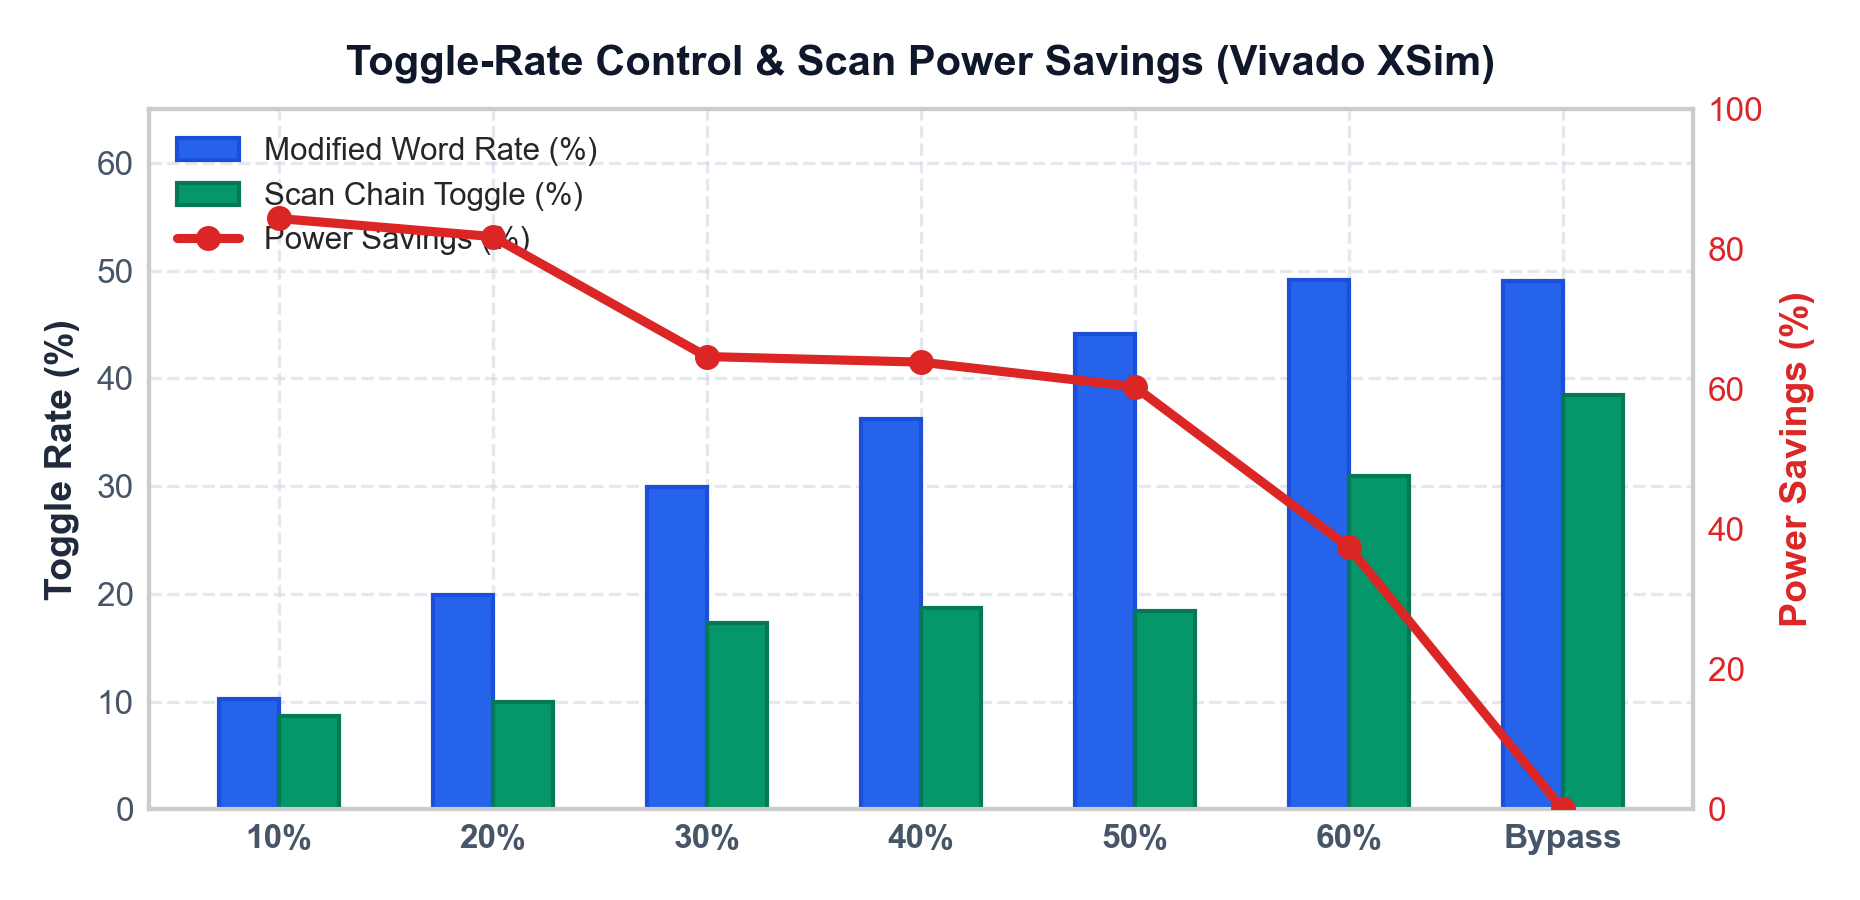 Toggle-Rate Control & Scan Power Savings (Vivado XSim)
Modified Word Rate (%)
Scan Chain Toggle (%)
Power Savings (%)
Toggle Rate (%)
60
50
40
30
20
10
0
100
80
60
40
20
0
Power Savings (%)
10% 20% 30% 40% 50% 60% Bypass